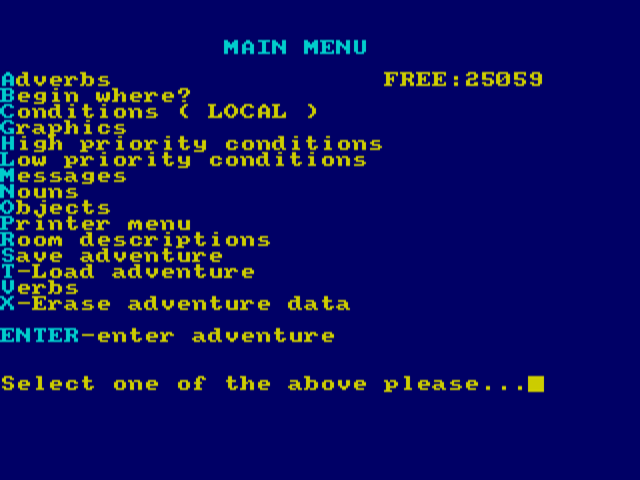 MAIN MENU
Adverbs FREE:25059
Begin where?
Conditions ( LOCAL )
Graphics
High priority conditions
Low priority conditions
Messages
Nouns
Objects
Printer menu
Room descriptions
Save adventure
T-Load adventure
Verbs
X-Erase adventure data
ENTER-enter adventure
Select one of the above please...